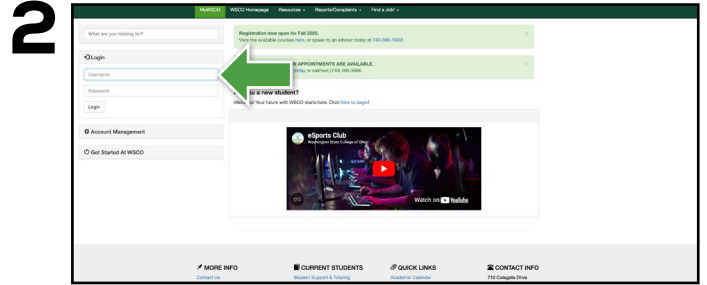 2
MyWSCO WSCO Homepage Resources Reports/Complaints Find a Job!
What are you looking for?
Registration now open for Fall 2025.
View the available courses here, or speak to an advisor today at 740-568-1900!
Login
APPOINTMENTS ARE AVAILABLE.
today or call/text (740)
Username
Password
u a new student?
Your future with WSCO starts here. Click here to begin!
Login
Account Management
Get Started At WSCO
eSports Club
Washington State College of Ohio
Watch on YouTube
MORE INFO CURRENT STUDENTS QUICK LINKS CONTACT INFO
Contact Us Student Support & Tutoring Academic Calendar 710 Colegate Drive